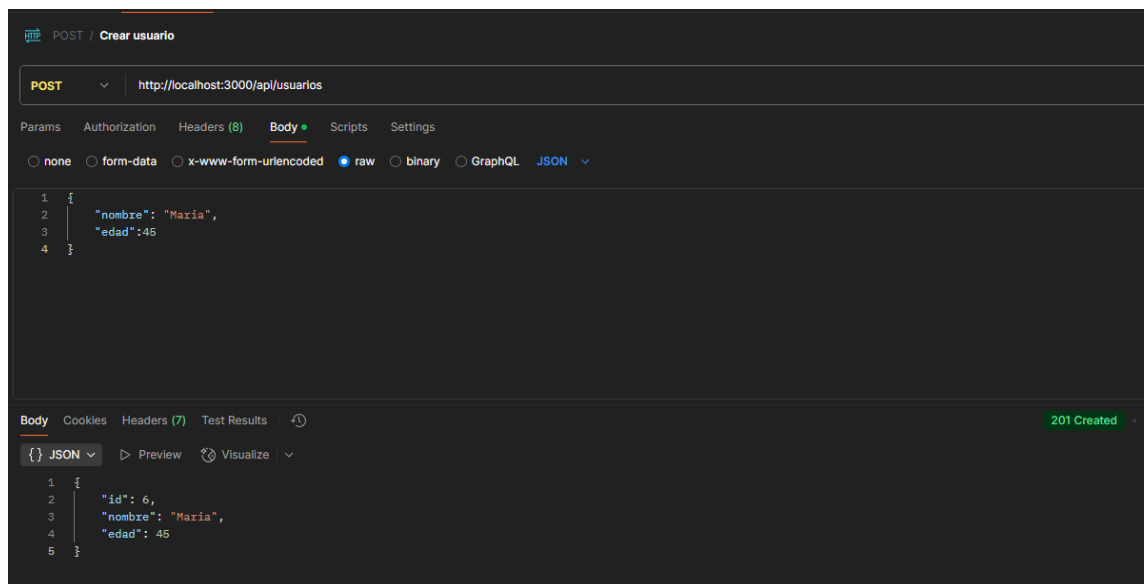 HTTP POST / Crear usuario
POST http://localhost:3000/api/usuarios
Params Authorization Headers (8) Body Scripts Settings
none form-data x-www-form-urlencoded raw binary GraphQL JSON
1 {
2 "nombre": "Maria",
3 "edad":45
4 }
Body Cookies Headers (7) Test Results 201 Created
{} JSON Preview Visualize
1 {
2 "id": 6,
3 "nombre": "Maria",
4 "edad": 45
5 }